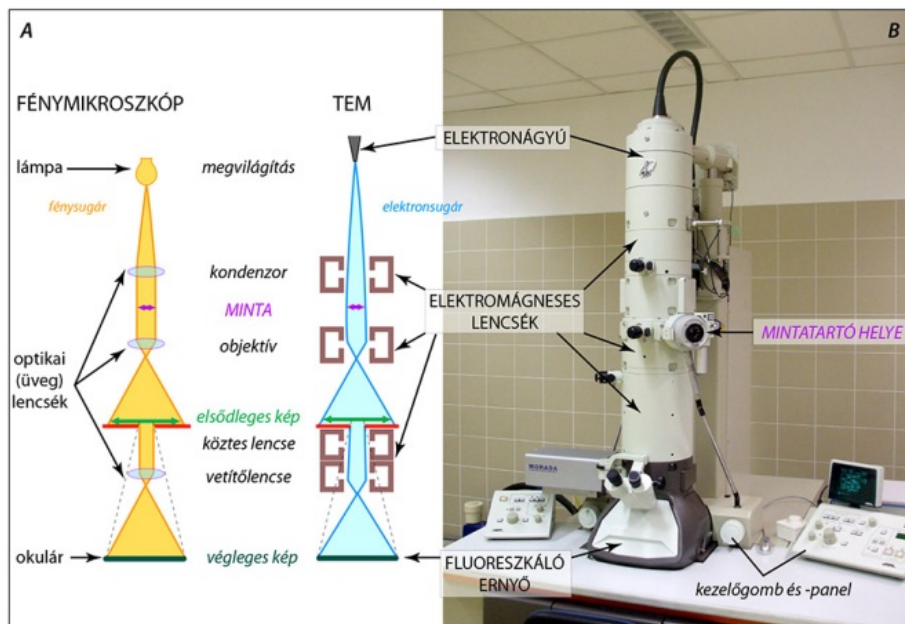 A
B
FÉNYMIKROSZKÓP
TEM
ELEKTRONÁGYÚ
lámpa
megvilágítás
fénysugár
elektronsugár
kondenzor
ELEKTROMÁGNESES
LENCSÉK
MINTA
MINTATARTÓ HELYE
objektív
optikai
(üveg)
lencsék
elsődleges kép
köztes lencse
vetítőlencse
MORADA
okulár
végleges kép
FLUORESZKÁLÓ
ERNYŐ
kezelőgomb és -panel